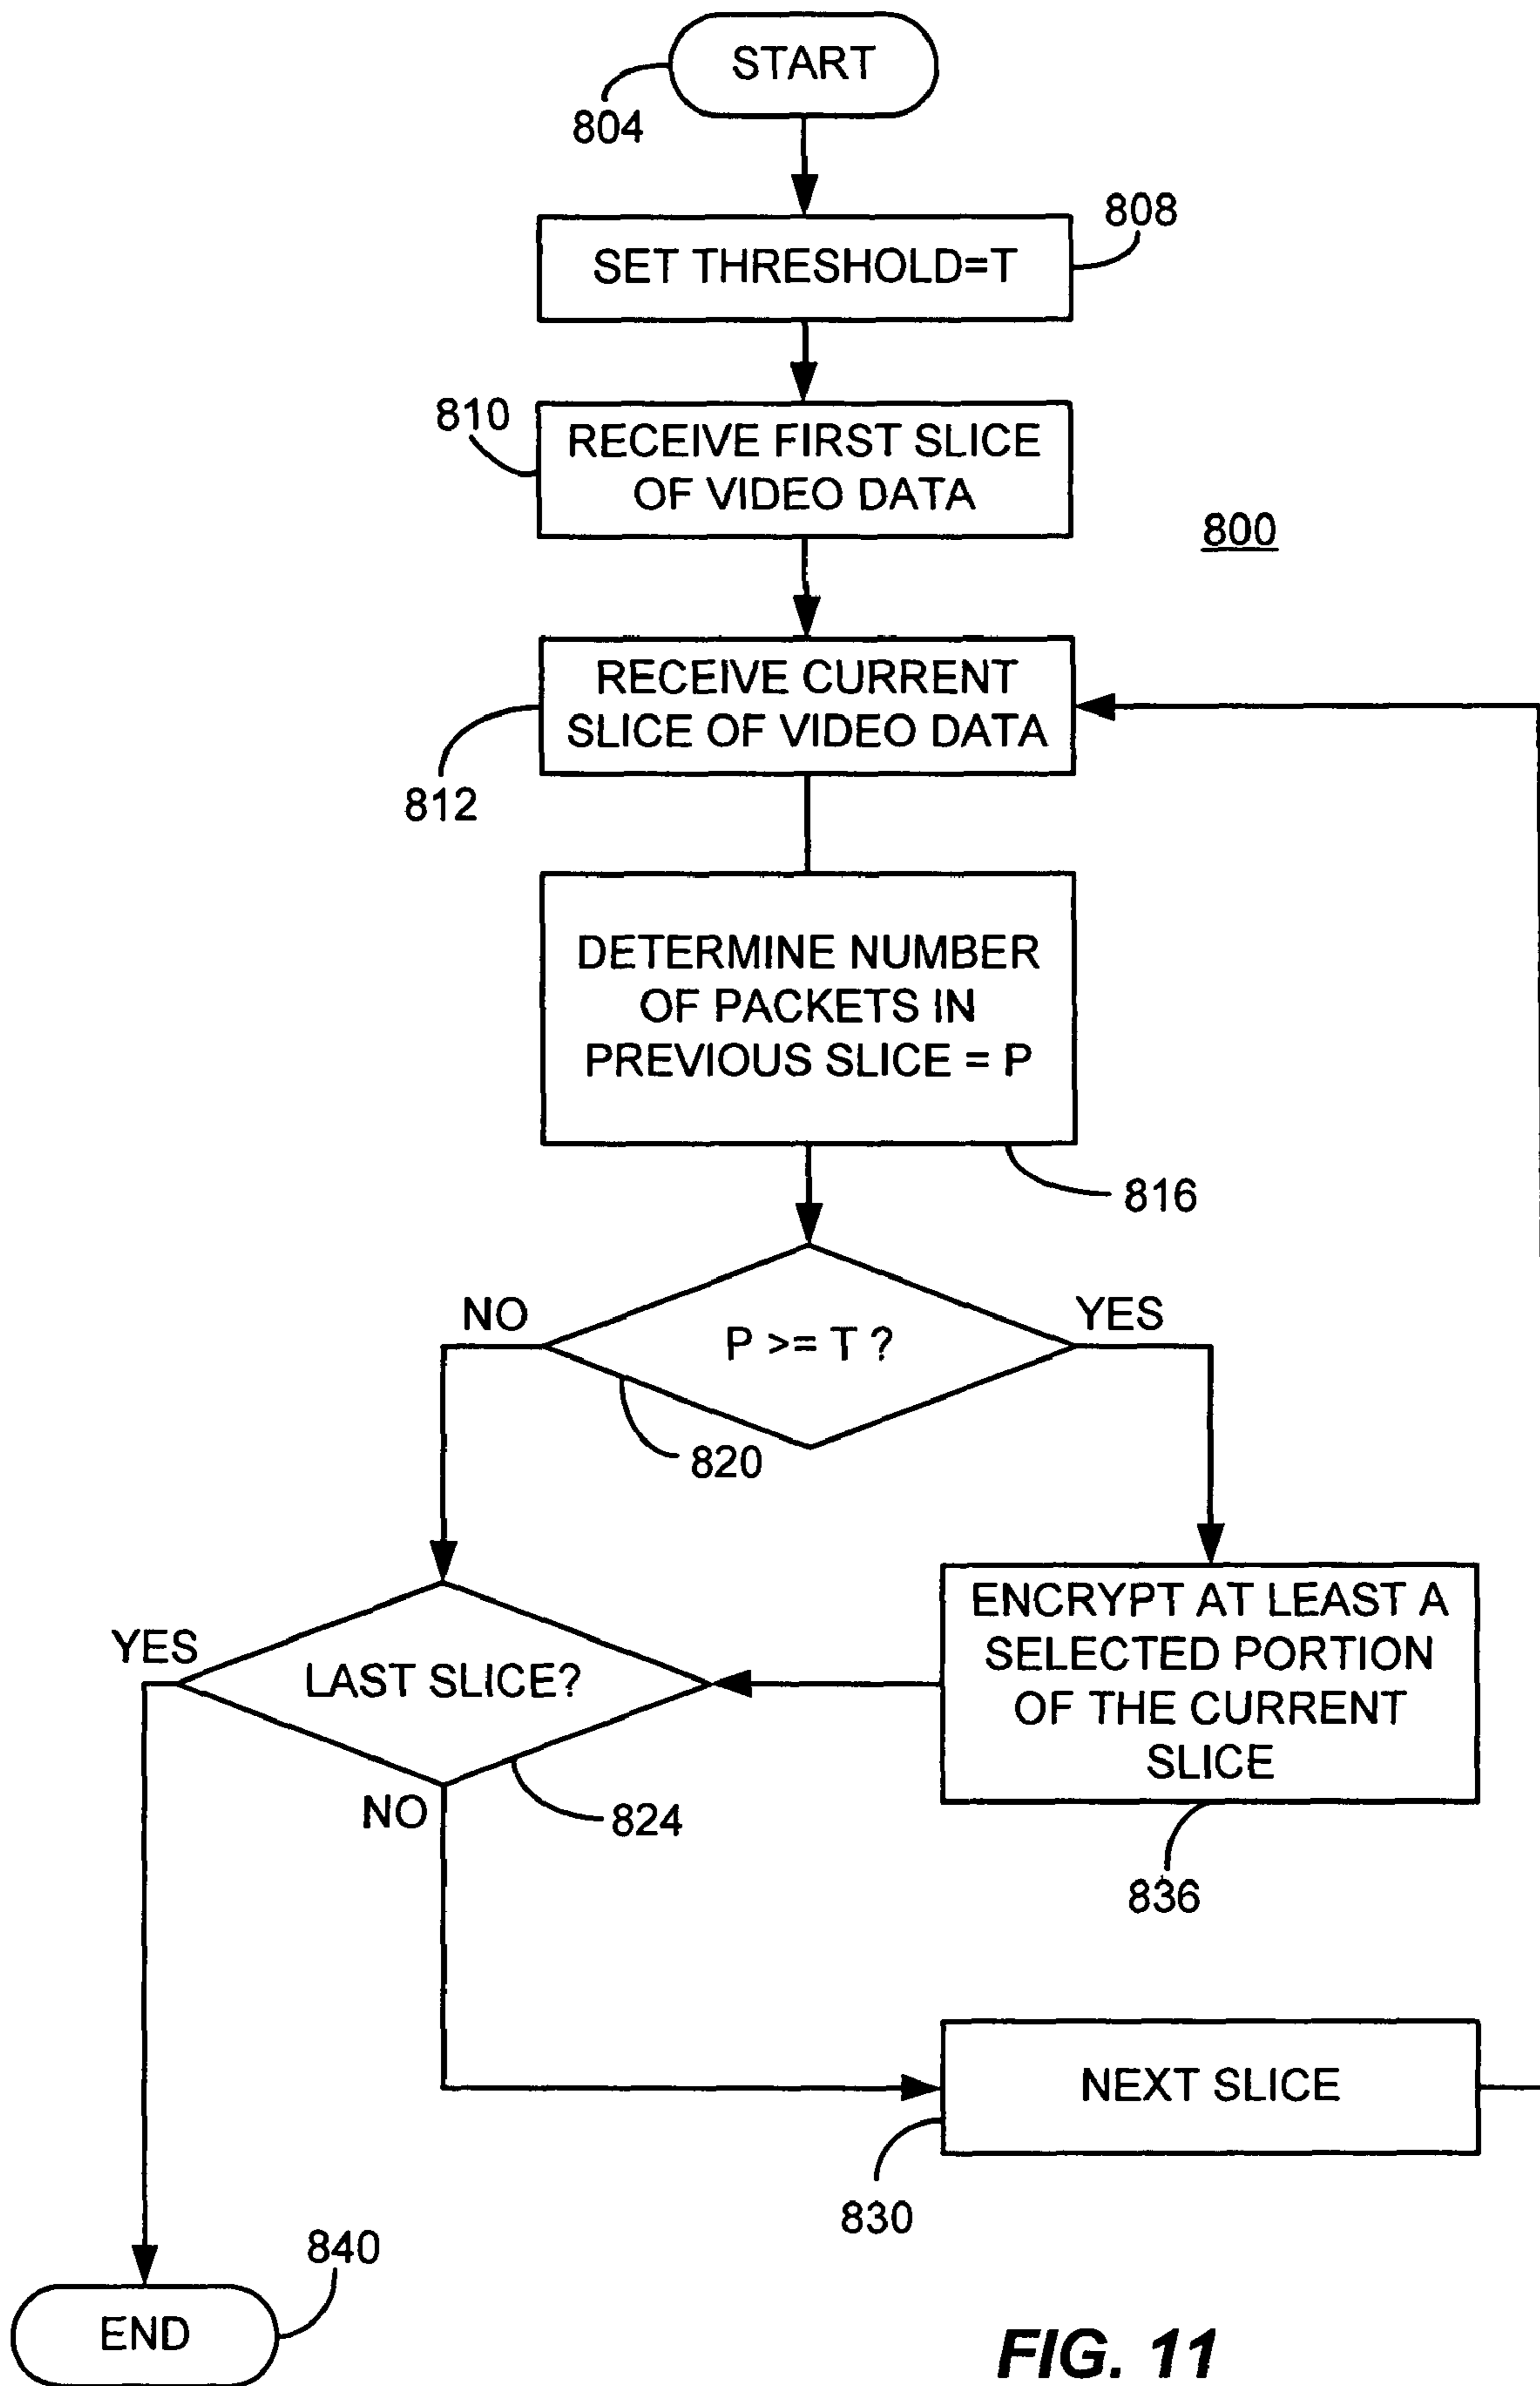 START
804
808
SET THRESHOLD=T
810
RECEIVE FIRST SLICE
OF VIDEO DATA
800
RECEIVE CURRENT
SLICE OF VIDEO DATA
812
DETERMINE NUMBER
OF PACKETS IN
PREVIOUS SLICE = P
816
NO
YES
P >= T ?
820
ENCRYPT AT LEAST A
SELECTED PORTION
OF THE CURRENT
SLICE
YES
LAST SLICE?
NO
824
836
NEXT SLICE
830
840
END
FIG. 11